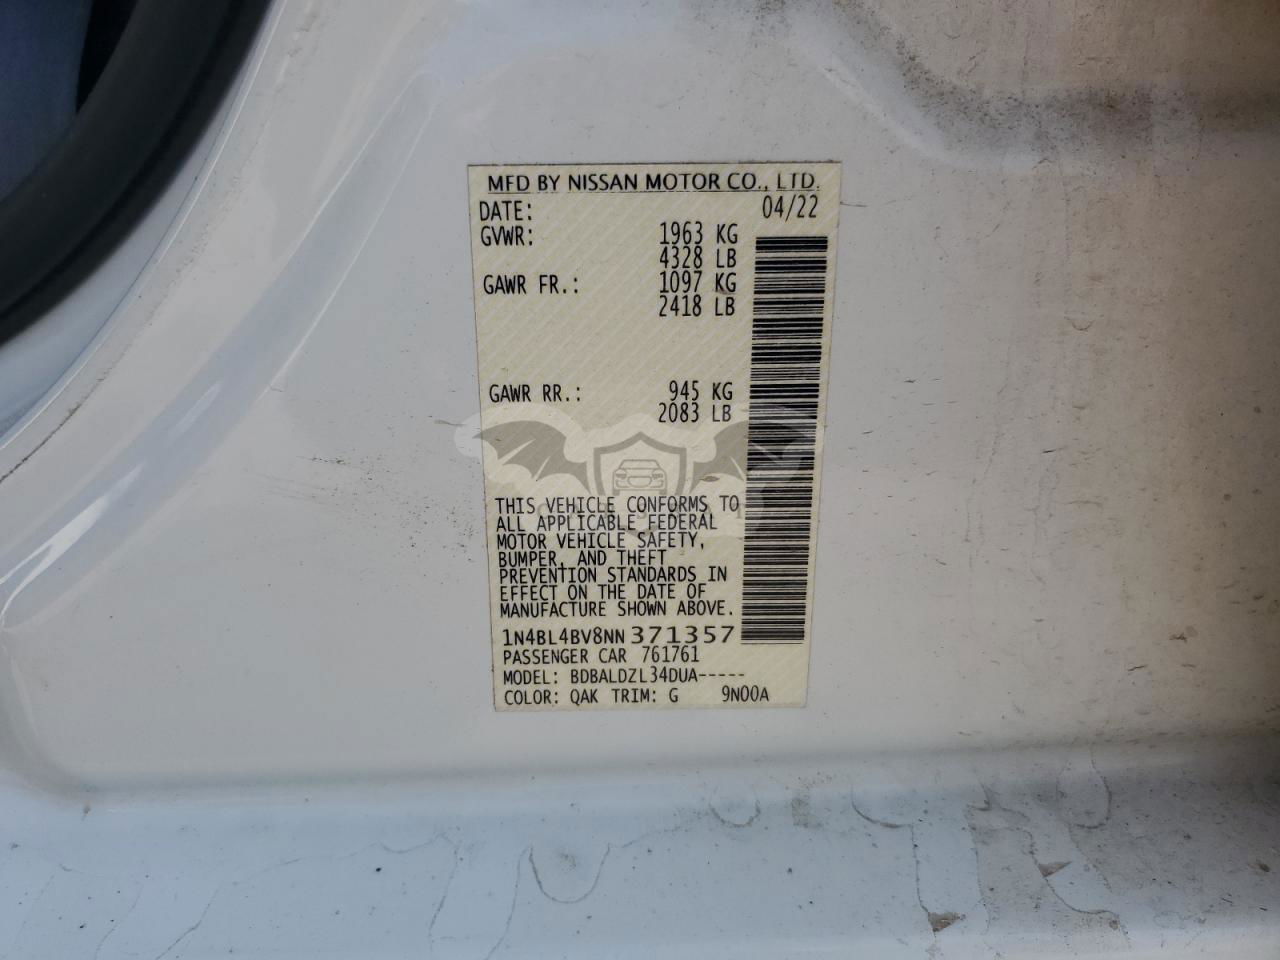 MFD BY NISSAN MOTOR CO., LTD.
DATE: 04/22
GVWR: 1963 KG
4328 LB
GAWR FR.: 1097 KG
2418 LB
GAWR RR.: 945 KG
2083 LB
THIS VEHICLE CONFORMS TO
ALL APPLICABLE FEDERAL
MOTOR VEHICLE SAFETY,
BUMPER, AND THEFT
PREVENTION STANDARDS IN
EFFECT ON THE DATE OF
MANUFACTURE SHOWN ABOVE.
1N4BL4BV8NN371357
PASSENGER CAR 761761
MODEL: BDBALDZL34DUA-----
COLOR: QAK TRIM: G 9N00A